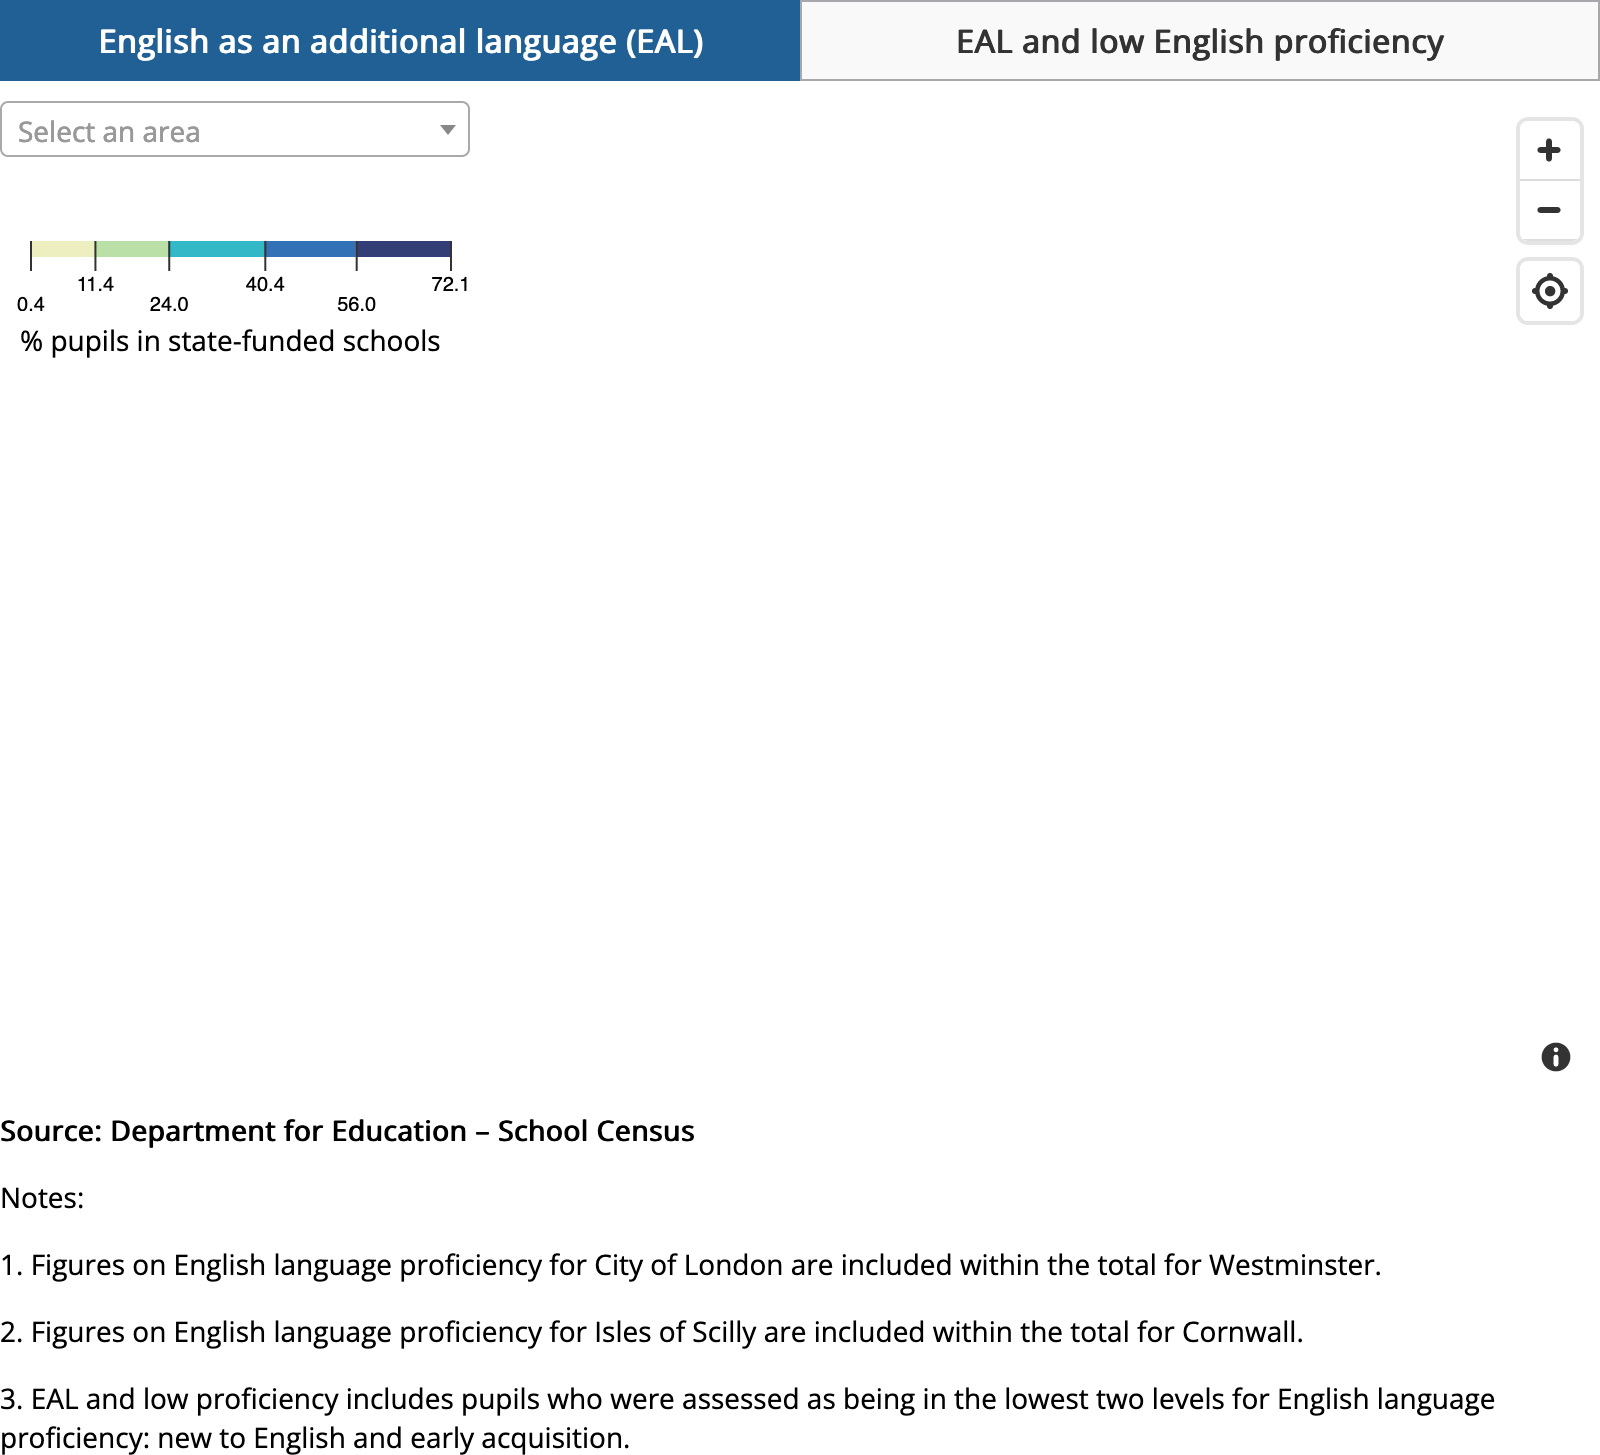 English as an additional language (EAL)
EAL and low English proficiency
Select an area
11.4 40.4 72.1
0.4 24.0 56.0
% pupils in state-funded schools
Source: Department for Education – School Census
Notes:
1. Figures on English language proficiency for City of London are included within the total for Westminster.
2. Figures on English language proficiency for Isles of Scilly are included within the total for Cornwall.
3. EAL and low proficiency includes pupils who were assessed as being in the lowest two levels for English language
proficiency: new to English and early acquisition.